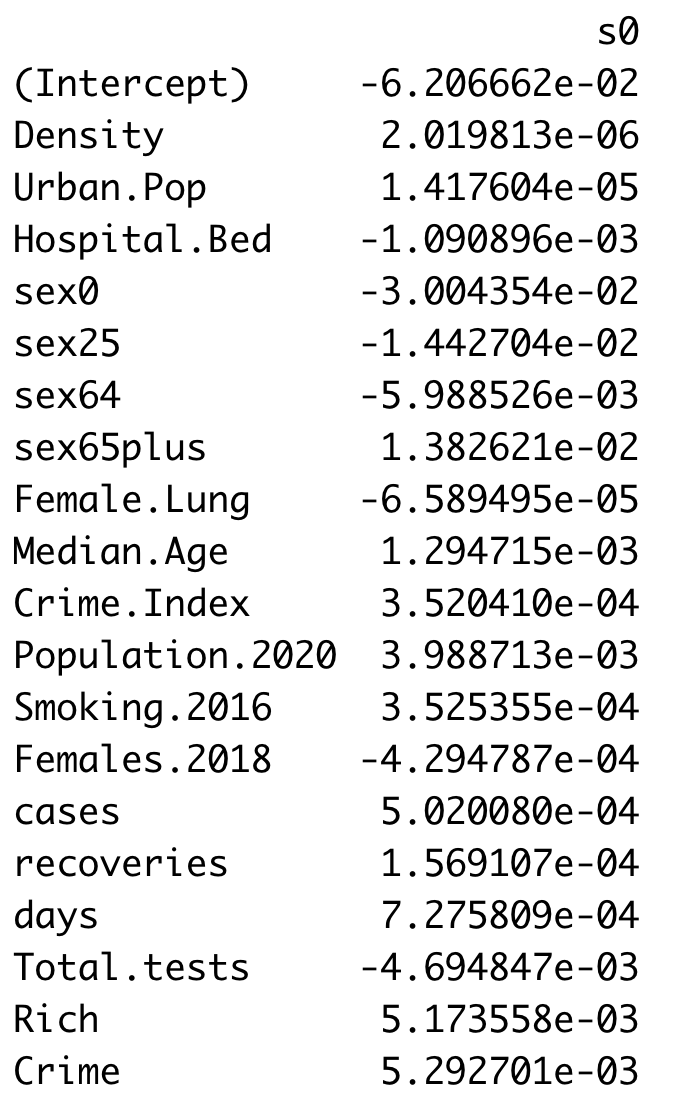 s0
(Intercept) -6.206662e-02
Density 2.019813e-06
Urban.Pop 1.417604e-05
Hospital.Bed -1.090896e-03
sex0 -3.004354e-02
sex25 -1.442704e-02
sex64 -5.988526e-03
sex65plus 1.382621e-02
Female.Lung -6.589495e-05
Median.Age 1.294715e-03
Crime.Index 3.520410e-04
Population.2020 3.988713e-03
Smoking.2016 3.525355e-04
Females.2018 -4.294787e-04
cases 5.020080e-04
recoveries 1.569107e-04
days 7.275809e-04
Total.tests -4.694847e-03
Rich 5.173558e-03
Crime 5.292701e-03